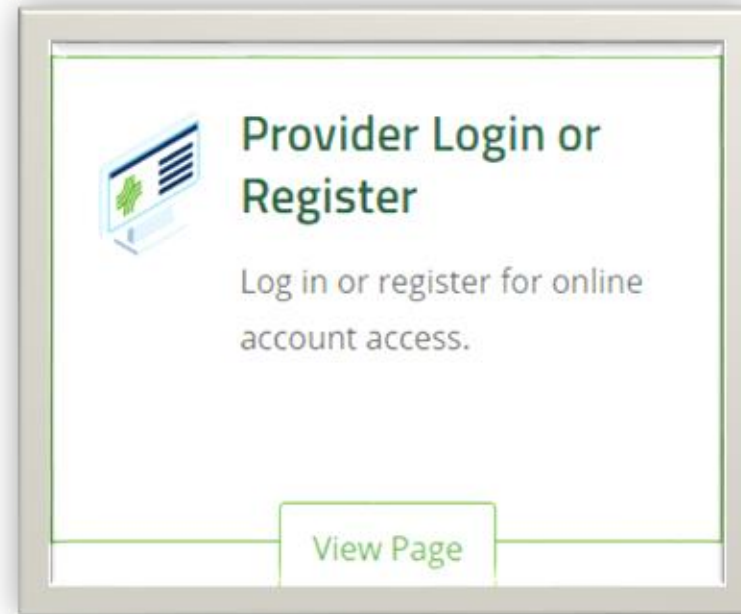 Provider Login or
Register
Log in or register for online
account access.
View Page